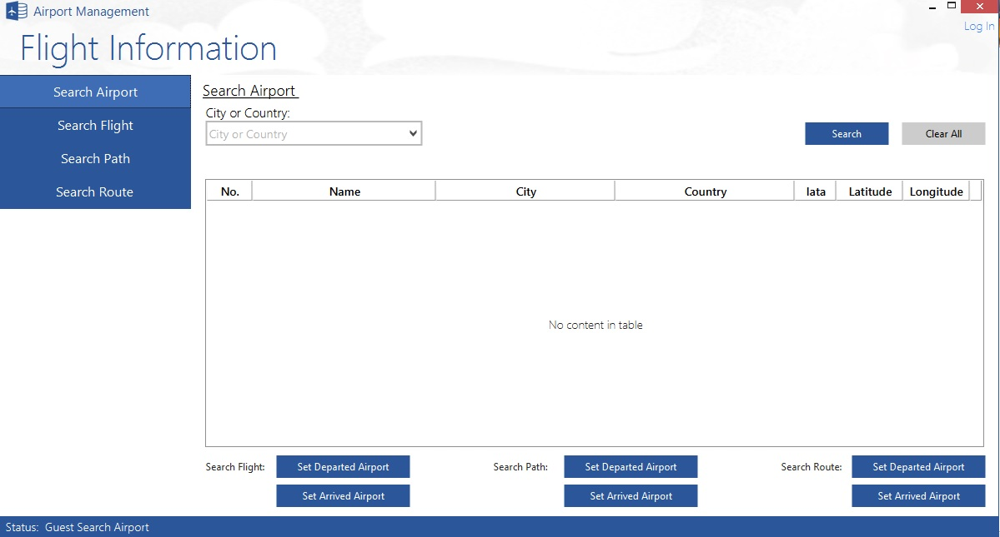 Airport Management
Log In
Flight Information
Search Airport
Search Flight
Search Path
Search Route
Search Airport
City or Country:
City or Country
Search
Clear All
No. Name City Country Iata Latitude Longitude
No content in table
Search Flight: Set Departed Airport Search Path: Set Departed Airport Search Route: Set Departed Airport
Set Arrived Airport Set Arrived Airport Set Arrived Airport
Status: Guest Search Airport